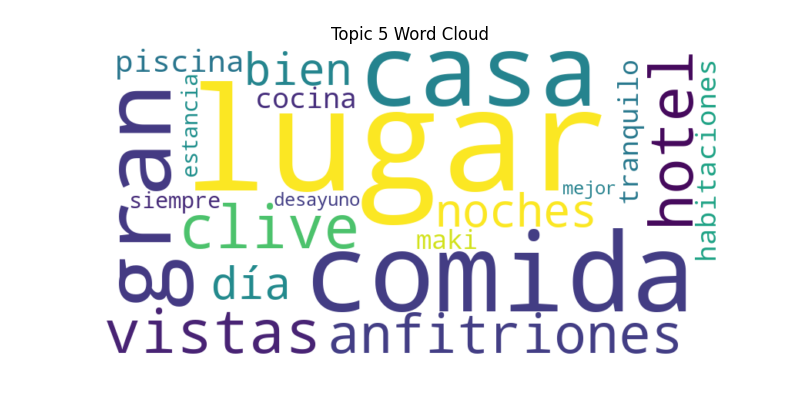 Topic 5 Word Cloud
piscina
bien
casa
cocina
estancia
lugar
gran
tranquilo
hotel
habitaciones
siempre
desayuno
mejor
clive
noches
maki
día
comida
vistas
anfitriones